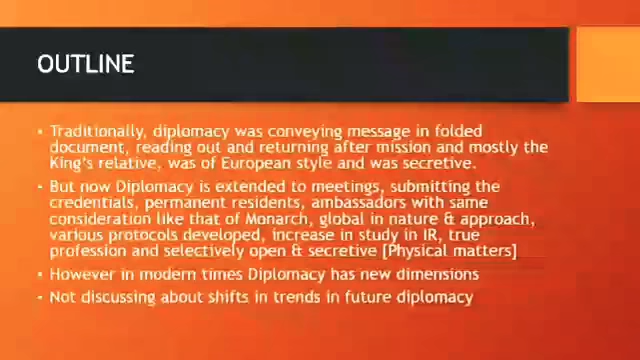 OUTLINE
• Traditionally, diplomacy was conveying message in folded
document, reading out and returning after mission and mostly the
King's relative, was of European style and was secretive.
• But now Diplomacy is extended to meetings, submitting the
credentials, permanent residents, ambassadors with same
consideration like that of Monarch, global in nature & approach,
various protocols developed, increase in study in IR, true
profession and selectively open & secretive [Physical matters]
• However in modern times Diplomacy has new dimensions
• Not discussing about shifts in trends in future diplomacy